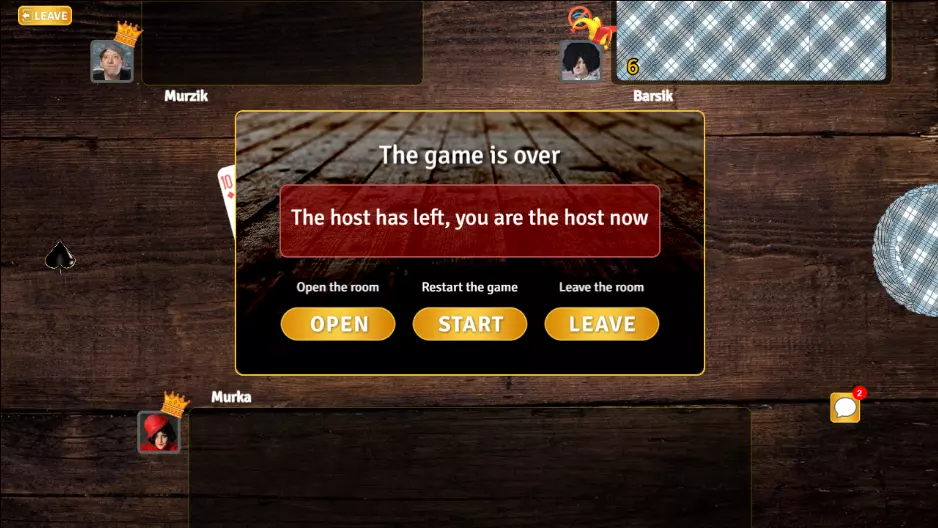 LEAVE
6
Murzik
Barsik
The game is over
10
The host has left, you are the host now
Open the room
Restart the game
Leave the room
OPEN
START
LEAVE
Murka
2